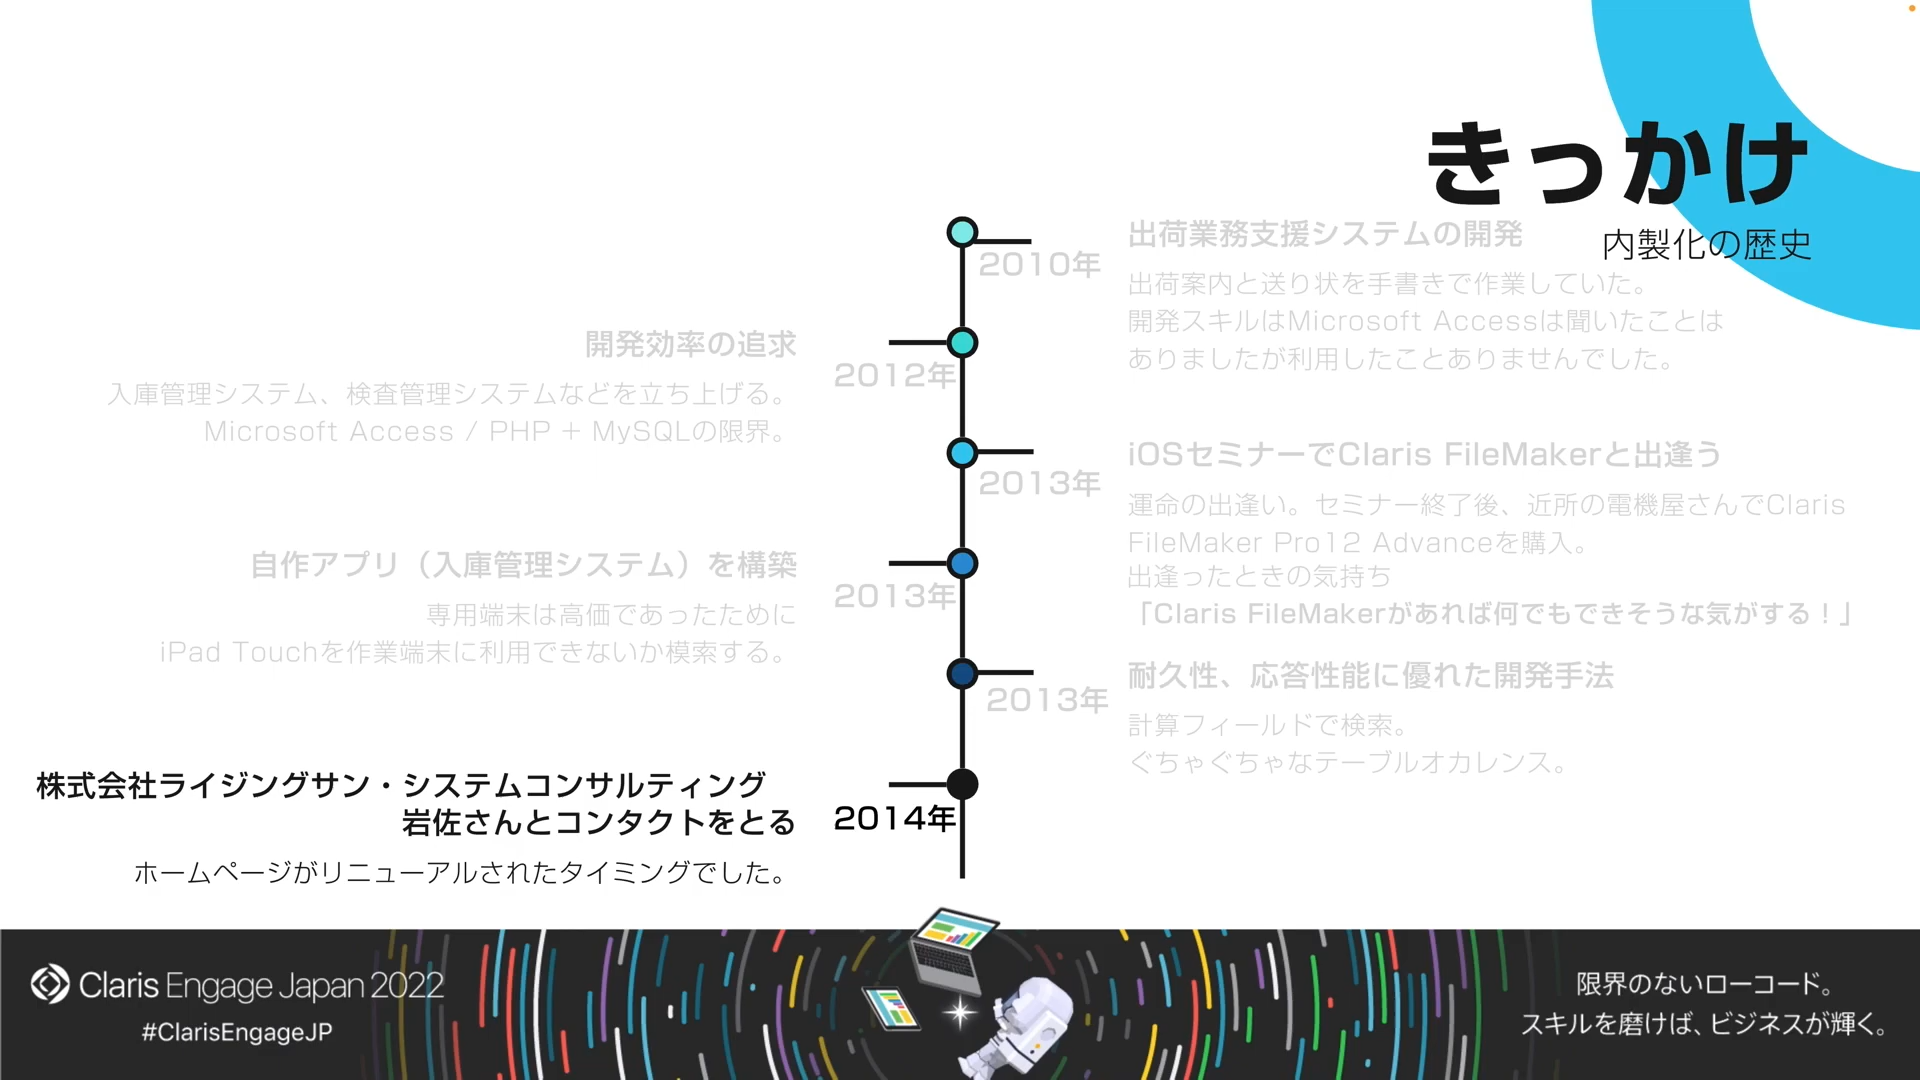 きっかけ
内製化の歴史
2010年
出荷業務支援システムの開発
出荷案内と送り状を手書きで作業していた。
開発スキルはMicrosoft Accessは聞いたことは
ありましたが利用したことありませんでした。
開発効率の追求
2012年
入庫管理システム、検査管理システムなどを立ち上げる。
Microsoft Access / PHP + MySQLの限界。
iOSセミナーでClaris FileMakerと出逢う
2013年
運命の出逢い。セミナー終了後、近所の電機屋さんでClaris
FileMaker Pro12 Advanceを購入。
出逢ったときの気持ち
「Claris FileMakerがあれば何でもできそうな気がする！」
自作アプリ（入庫管理システム）を構築
2013年
専用端末は高価であったために
iPad Touchを作業端末に利用できないか模索する。
耐久性、応答性能に優れた開発手法
2013年
計算フィールドで検索。
ぐちゃぐちゃなテーブルオカレンス。
株式会社ライジングサン・システムコンサルティング
岩佐さんとコンタクトをとる
2014年
ホームページがリニューアルされたタイミングでした。
Claris Engage Japan 2022
#ClarisEngageJP
限界のないローコード。
スキルを磨けば、ビジネスが輝く。